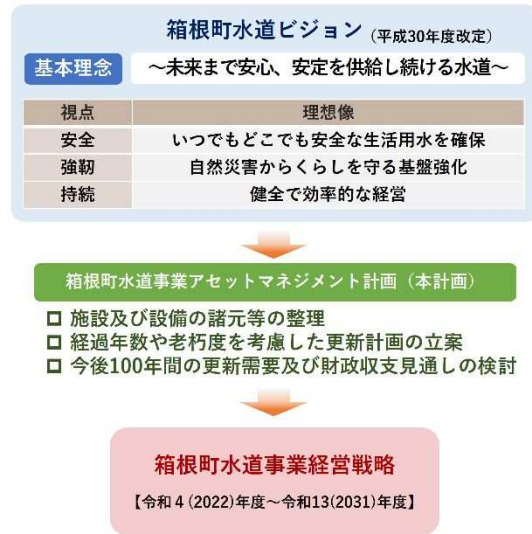 箱根町水道ビジョン（平成30年度改定）
基本理念 ～未来まで安心、安定を供給し続ける水道～
視点 理想像
安全 いつでもどこでも安全な生活用水を確保
強靭 自然災害からくらしを守る基盤強化
持続 健全で効率的な経営
箱根町水道事業アセットマネジメント計画（本計画）
施設及び設備の諸元等の整理
経過年数や老朽度を考慮した更新計画の立案
今後100年間の更新需要及び財政収支見通しの検討
箱根町水道事業経営戦略
【令和４(2022)年度～令和13(2031)年度】